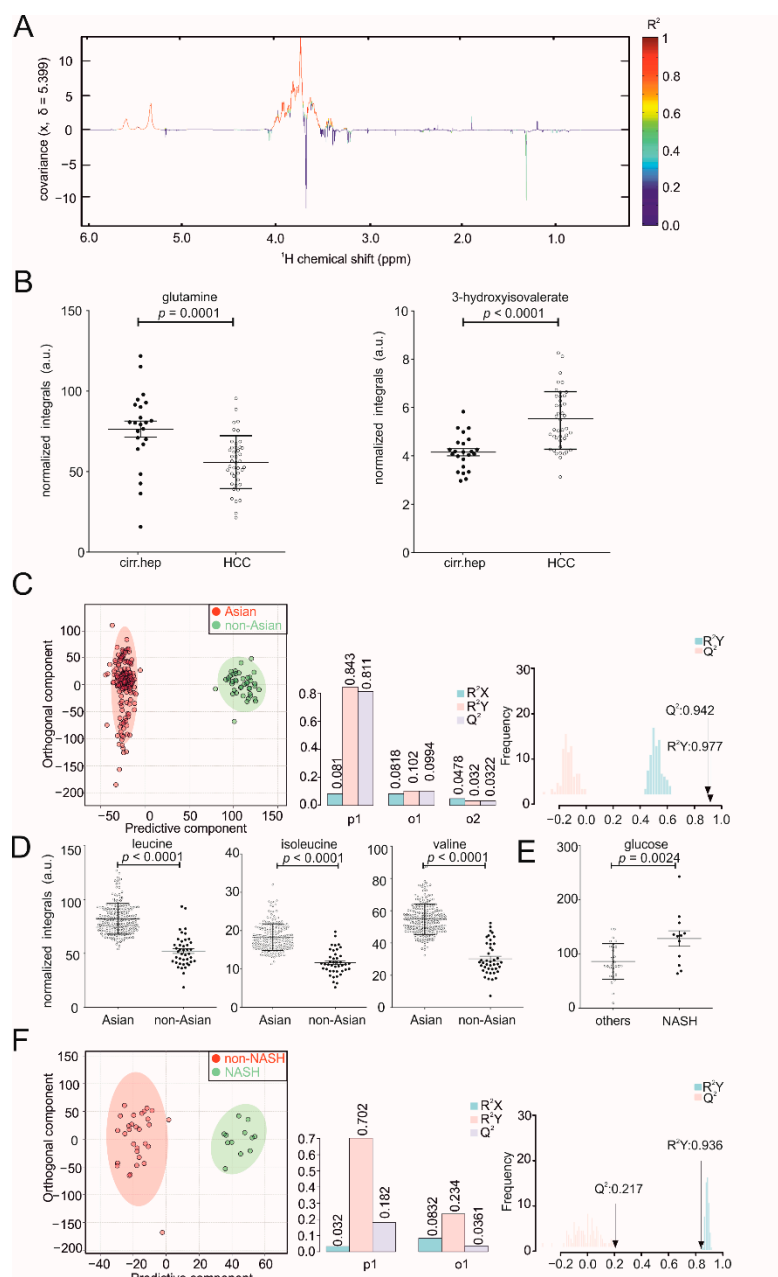 A
R²
covariance (x, δ = 5.399)
10
5
0
−5
−10
6.0 5.0 4.0 3.0 2.0 1.0
¹H chemical shift (ppm)
1
0.8
0.6
0.4
0.2
0.0
B
glutamine
p = 0.0001
normalized integrals (a.u.)
150
100
50
0
cirr.hep HCC
3-hydroxyisovalerate
p < 0.0001
normalized integrals (a.u.)
10
8
6
4
2
0
cirr.hep HCC
C
Asian
non-Asian
Orthogonal component
100
50
0
−50
−100
−150
−200
−50 0 50 100 150
Predictive component
R²X
R²Y
Q²
0.8
0.6
0.4
0.2
0.0
0.081
0.843
0.811
0.0818
0.102
0.0994
0.0478
0.032
0.0322
p1 o1 o2
R²Y
Q²
Frequency
30
20
10
0
Q²:0.942
R²Y:0.977
−0.2 0.0 0.2 0.4 0.6 0.8 1.0
D
normalized integrals (a.u.)
leucine
p < 0.0001
150
100
50
0
Asian non-Asian
isoleucine
p < 0.0001
40
30
20
10
0
Asian non-Asian
valine
p < 0.0001
100
80
60
40
20
0
Asian non-Asian
E
glucose
p = 0.0024
300
200
100
0
others NASH
F
non-NASH
NASH
Orthogonal component
150
100
50
0
−50
−100
−150
−200
−40 −20 0 20 40 60
Predictive component
R²X
R²Y
Q²
0.7
0.6
0.5
0.4
0.3
0.2
0.1
0.0
0.032
0.702
0.182
0.0832
0.234
0.0361
p1 o1
R²Y
Q²
Frequency
30
20
10
0
Q²:0.217
R²Y:0.936
−0.2 0.0 0.2 0.4 0.6 0.8 1.0